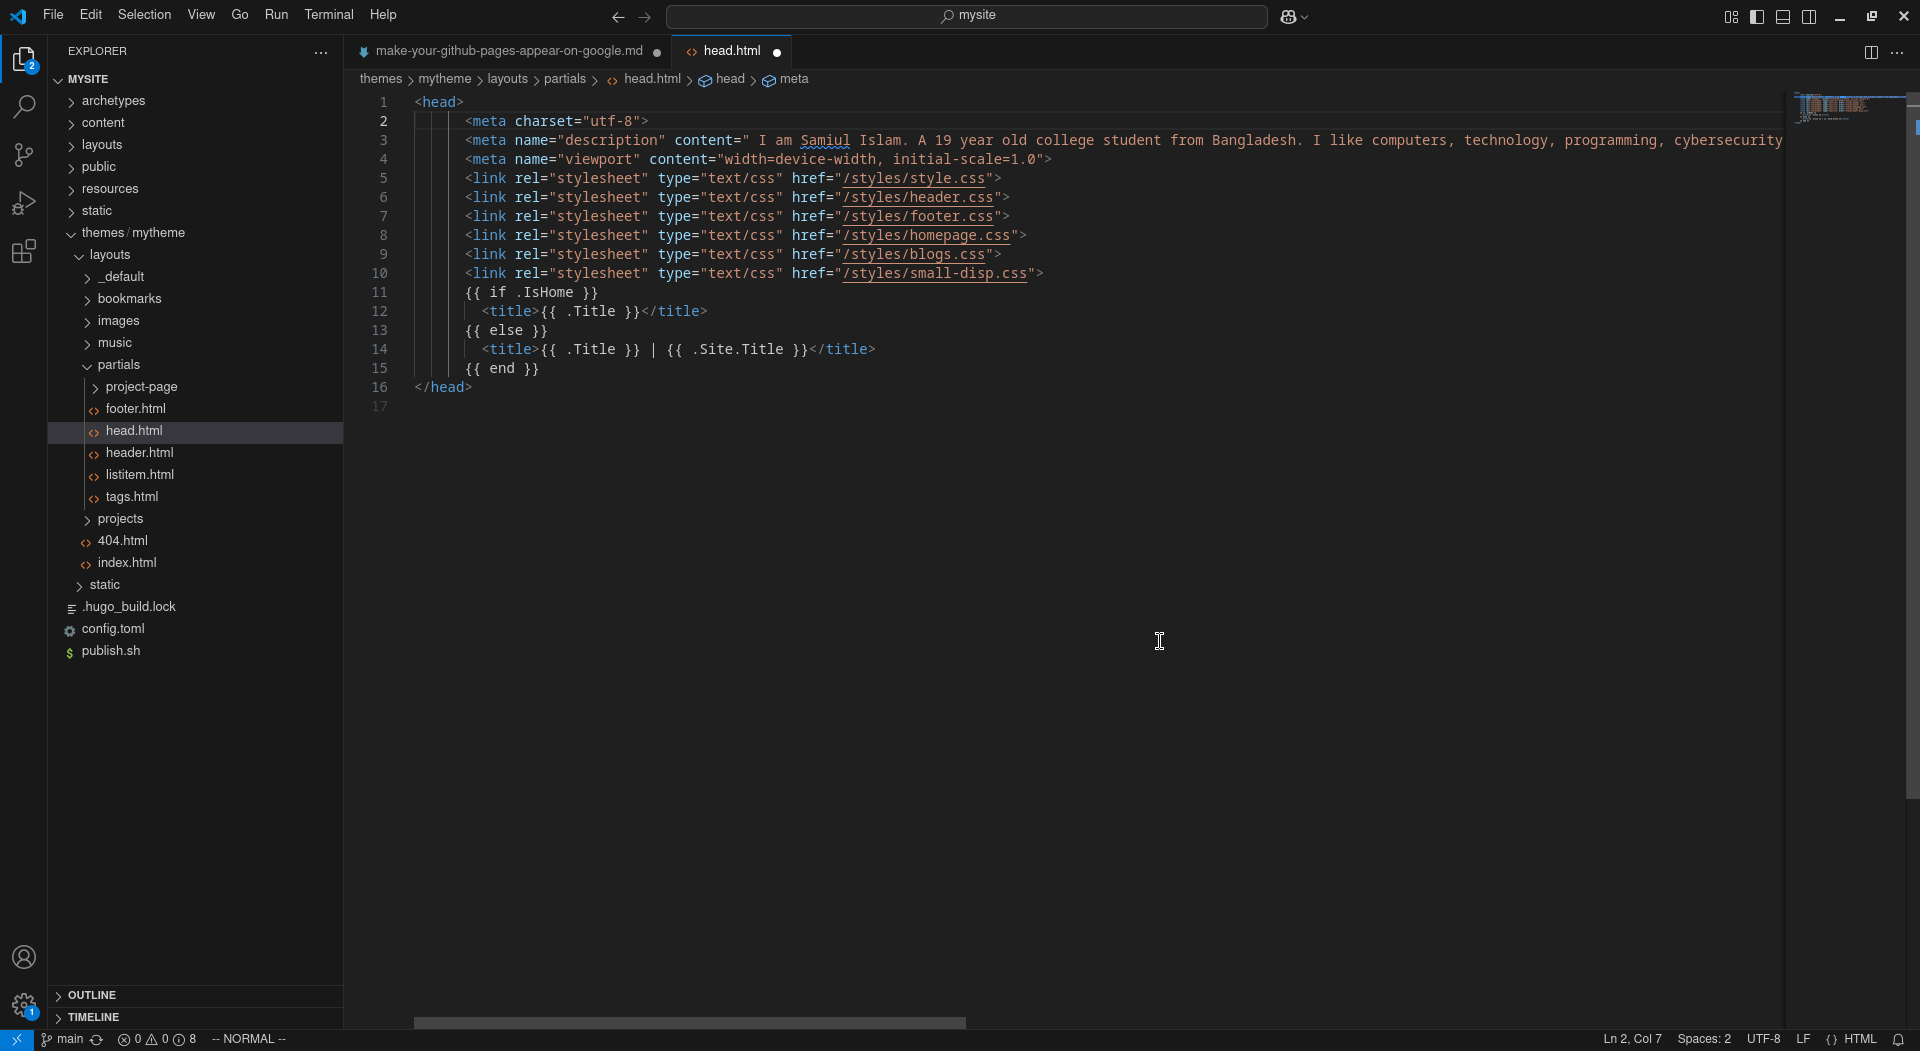 File Edit Selection View Go Run Terminal Help
mysite
EXPLORER
make-your-github-pages-appear-on-google.md
head.html
themes mytheme layouts partials head.html head meta
2
MYSITE
archetypes
content
layouts
public
resources
static
themes / mytheme
layouts
_default
bookmarks
images
music
partials
project-page
footer.html
head.html
header.html
listitem.html
tags.html
projects
404.html
index.html
static
.hugo_build.lock
config.toml
$ publish.sh
OUTLINE
TIMELINE
1
1 <head>
2 <meta charset="utf-8">
3 <meta name="description" content=" I am Samiul Islam. A 19 year old college student from Bangladesh. I like computers, technology, programming, cybersecurity
4 <meta name="viewport" content="width=device-width, initial-scale=1.0">
5 <link rel="stylesheet" type="text/css" href="/styles/style.css">
6 <link rel="stylesheet" type="text/css" href="/styles/header.css">
7 <link rel="stylesheet" type="text/css" href="/styles/footer.css">
8 <link rel="stylesheet" type="text/css" href="/styles/homepage.css">
9 <link rel="stylesheet" type="text/css" href="/styles/blogs.css">
10 <link rel="stylesheet" type="text/css" href="/styles/small-disp.css">
11 {{ if .IsHome }}
12 <title>{{ .Title }}</title>
13 {{ else }}
14 <title>{{ .Title }} | {{ .Site.Title }}</title>
15 {{ end }}
16 </head>
17
main 0 0 8 -- NORMAL -- Ln 2, Col 7 Spaces: 2 UTF-8 LF {} HTML